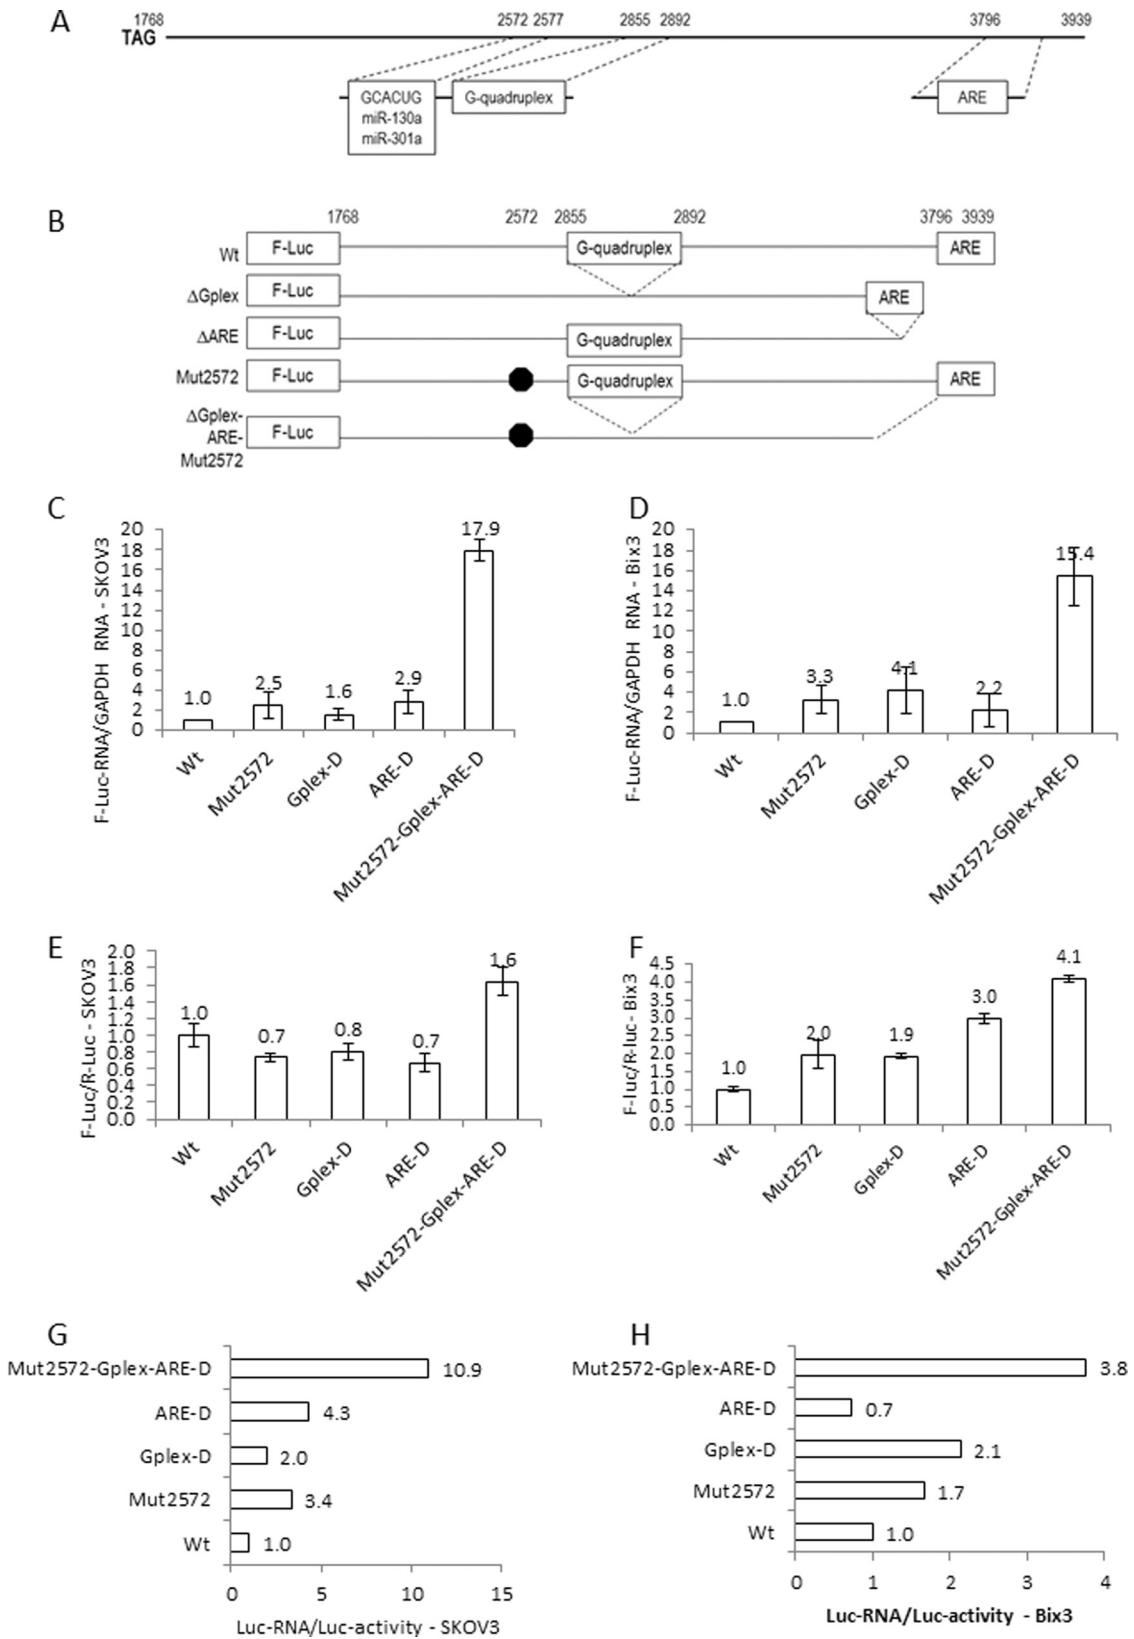 A
1768 2572 2577 2855 2892 3796 3939
TAG
GCACUG
miR-130a
miR-301a
G-quadruplex
ARE
B
1768 2572 2855 2892 3796 3939
Wt F-Luc G-quadruplex ARE
ΔGplex F-Luc ARE
ΔARE F-Luc G-quadruplex
Mut2572 F-Luc G-quadruplex ARE
ΔGplex-
ARE-
Mut2572
F-Luc
C
F-Luc-RNA/GAPDH RNA - SKOV3
20
18
16
14
12
10
8
6
4
2
0
1.0
2.5
1.6
2.9
17.9
Wt
Mut2572
Gplex-D
ARE-D
Mut2572-Gplex-ARE-D
D
F-Luc-RNA/GAPDH RNA - Bix3
20
18
16
14
12
10
8
6
4
2
0
1.0
3.3
4.1
2.2
15.4
Wt
Mut2572
Gplex-D
ARE-D
Mut2572-Gplex-ARE-D
E
F-Luc/R-Luc - SKOV3
2.0
1.8
1.6
1.4
1.2
1.0
0.8
0.6
0.4
0.2
0.0
1.0
0.7
0.8
0.7
1.6
Wt
Mut2572
Gplex-D
ARE-D
Mut2572-Gplex-ARE-D
F
F-luc/R-luc- Bix3
4.5
4.0
3.5
3.0
2.5
2.0
1.5
1.0
0.5
0.0
1.0
2.0
1.9
3.0
4.1
Wt
Mut2572
Gplex-D
ARE-D
Mut2572-Gplex-ARE-D
G
Mut2572-Gplex-ARE-D 10.9
ARE-D 4.3
Gplex-D 2.0
Mut2572 3.4
Wt 1.0
0 5 10 15
Luc-RNA/Luc-activity - SKOV3
H
Mut2572-Gplex-ARE-D 3.8
ARE-D 0.7
Gplex-D 2.1
Mut2572 1.7
Wt 1.0
0 1 2 3 4
Luc-RNA/Luc-activity - Bix3